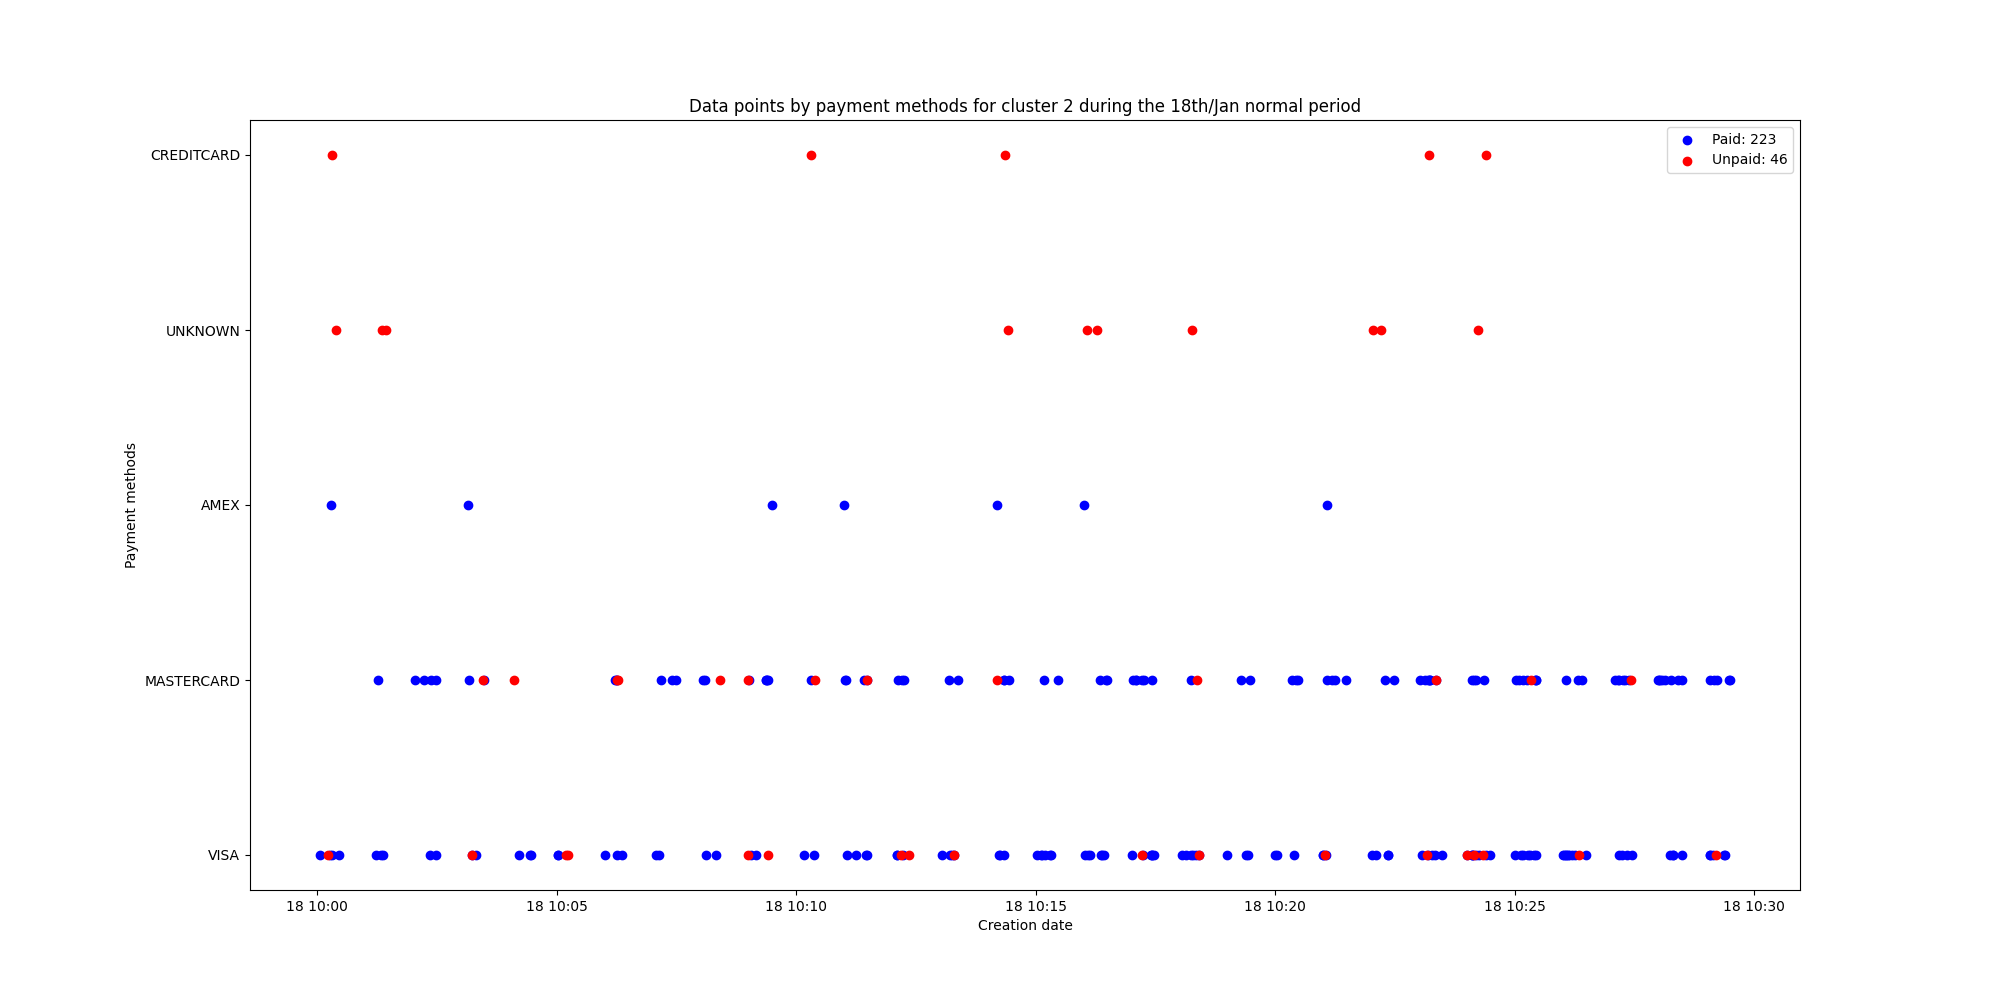 Data points by payment methods for cluster 2 during the 18th/Jan normal period
Paid: 223
Unpaid: 46
CREDITCARD
UNKNOWN
AMEX
MASTERCARD
VISA
Payment methods
18 10:00 18 10:05 18 10:10 18 10:15 18 10:20 18 10:25 18 10:30
Creation date